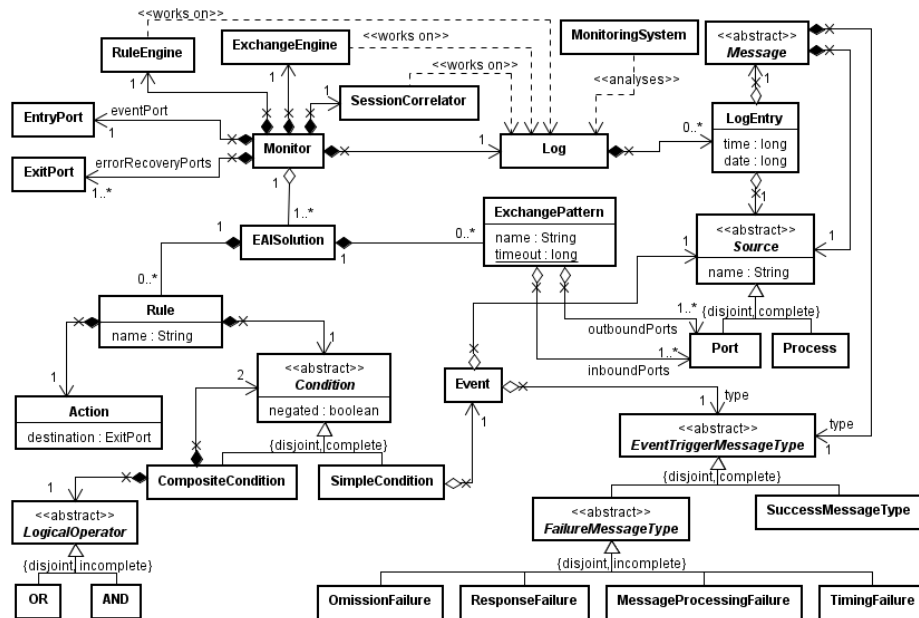 <<works on>>
RuleEngine
1
ExchangeEngine
1
<<works on>>
<<works on>>
1
SessionCorrelator
MonitoringSystem
<<analyses>>
<<abstract>>
Message
1
EntryPort
eventPort
1
ExitPort
errorRecoveryPorts
1..*
Monitor
1
Log
0..*
LogEntry
time : long
date : long
1
1
1..*
1
EAISolution
1
0..*
ExchangePattern
name : String
timeout : long
1
<<abstract>>
Source
name : String
1
{disjoint, complete}
0..*
Rule
name : String
1..*
outboundPorts
1..*
inboundPorts
Port
Process
1
1
Action
destination : ExitPort
2
<<abstract>>
Condition
negated : boolean
{disjoint, complete}
Event
1
1
type
type
1
<<abstract>>
EventTriggerMessageType
{disjoint, complete}
CompositeCondition
SimpleCondition
1
<<abstract>>
LogicalOperator
{disjoint, incomplete}
OR
AND
<<abstract>>
FailureMessageType
SuccessMessageType
{disjoint, incomplete}
OmissionFailure
ResponseFailure
MessageProcessingFailure
TimingFailure